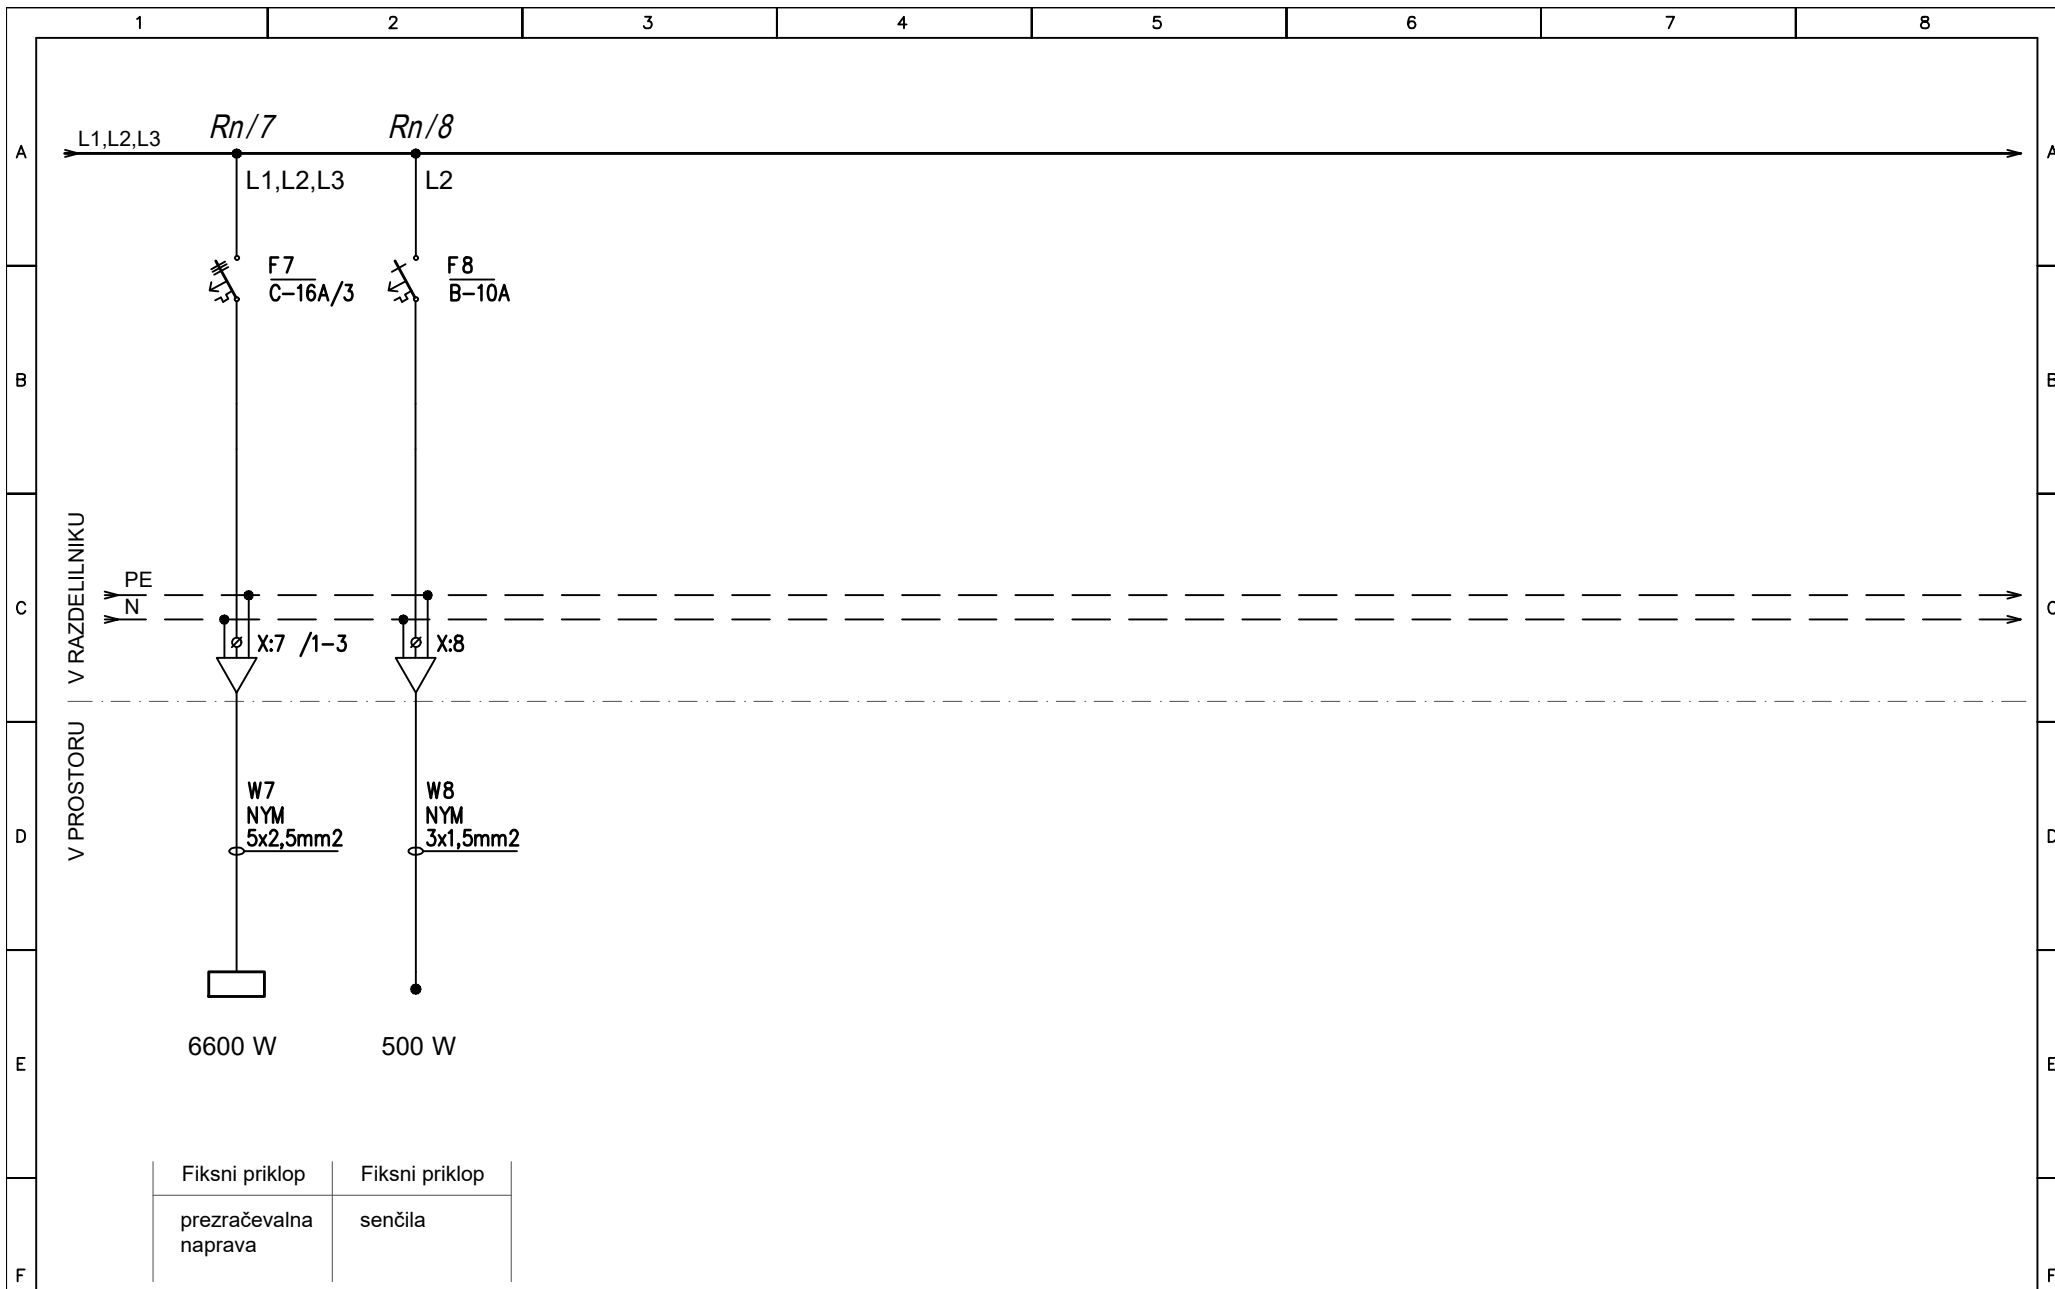 1 2 3 4 5 6 7 8
Rn/7 Rn/8
A L1,L2,L3 A
L1,L2,L3 L2
F7 F8
C-16A/3 B-10A
B B
V RAZDELILNIKU
PE
C N C
X:7 /1-3 X:8
V PROSTORU
W7 W8
NYM NYM
D 5x2,5mm2 3x1,5mm2 D
6600 W 500 W
E E
Fiksni priklop Fiksni priklop
prezračevalna senčila
naprava
F F